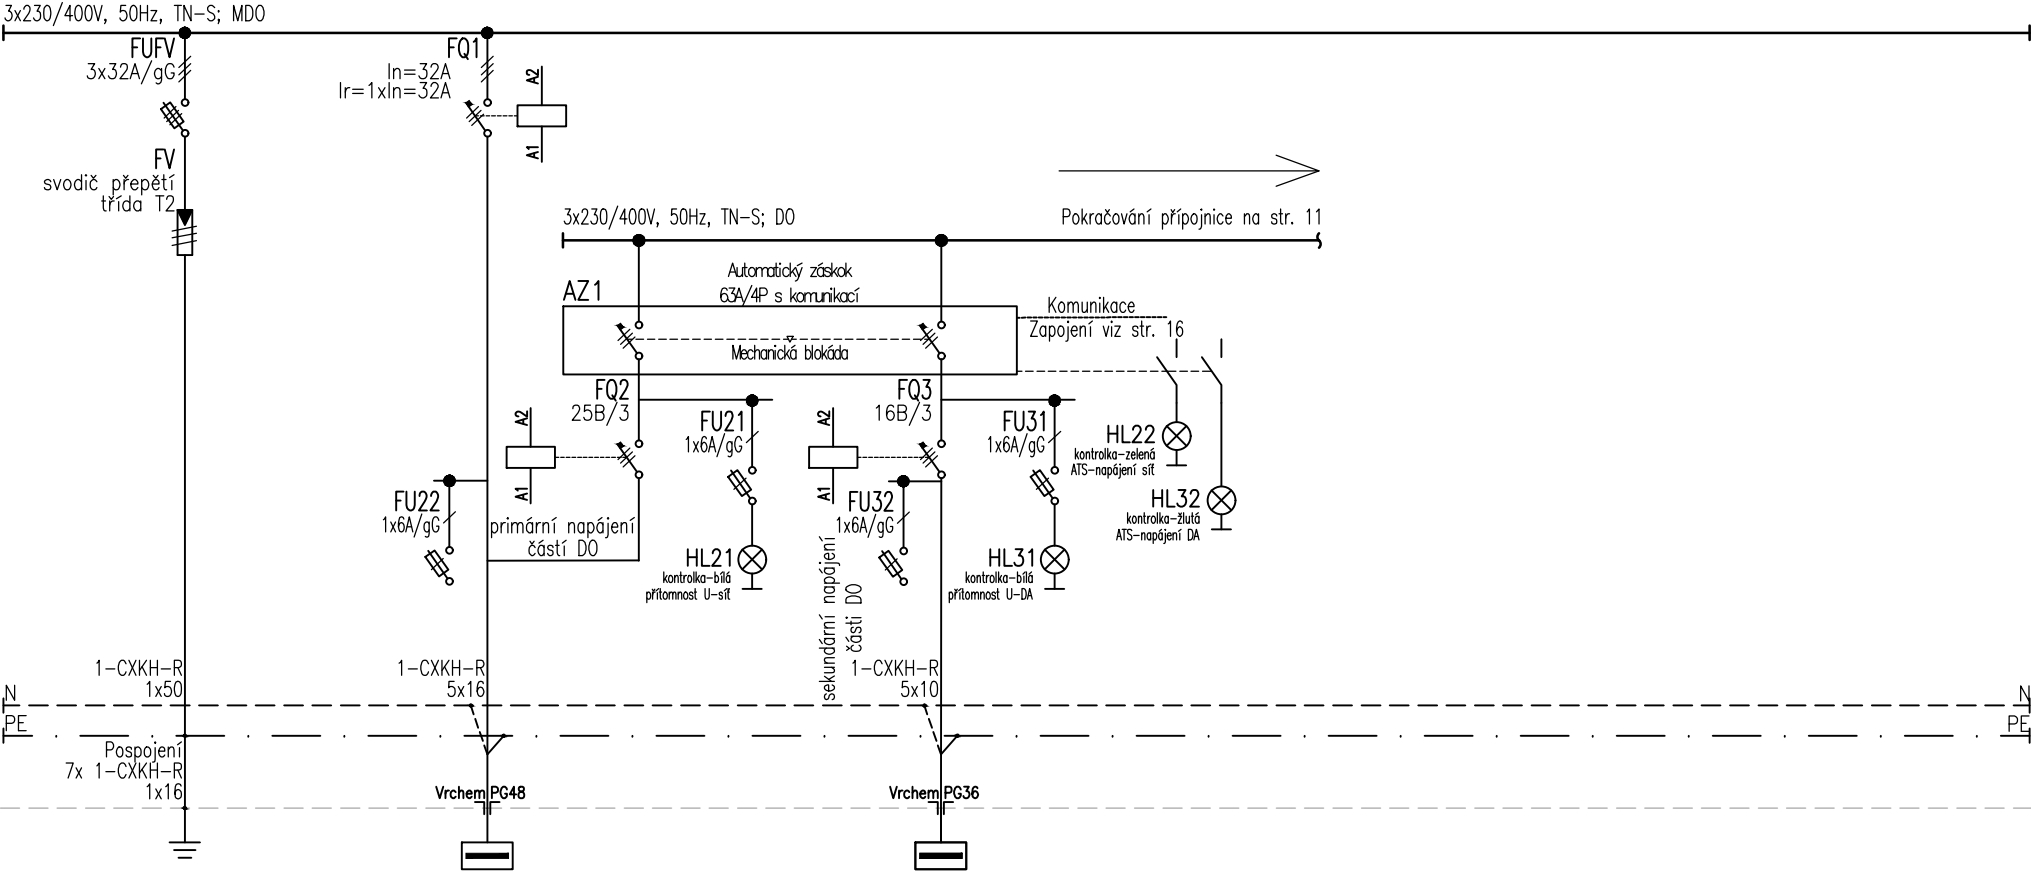 3x230/400V, 50Hz, TN-S; MDO
FUFV
3x32A/gG
FV
svodič přepětí
třída T2
FQ1
In=32A
Ir=1xIn=32A
A2
A1
3x230/400V, 50Hz, TN-S; DO
Pokračování přípojnice na str. 11
Automatický záskok
63A/4P s komunikací
AZ1
Mechanická blokáda
Komunikace
Zapojení viz str. 16
FQ2
25B/3
A2
A1
FU21
1x6A/gG
FQ3
16B/3
A2
A1
FU31
1x6A/gG
HL22
kontrolka-zelená
ATS-napájení síť
HL32
kontrolka-žlutá
ATS-napájení DA
FU22
1x6A/gG
primární napájení
částí DO
HL21
kontrolka-bílá
přítomnost U-síť
FU32
1x6A/gG
sekundární napájení
části DO
HL31
kontrolka-bílá
přítomnost U-DA
1-CXKH-R
1x50
1-CXKH-R
5x16
1-CXKH-R
5x10
N
N
PE
PE
Pospojení
7x 1-CXKH-R
1x16
Vrchem PG48
Vrchem PG36